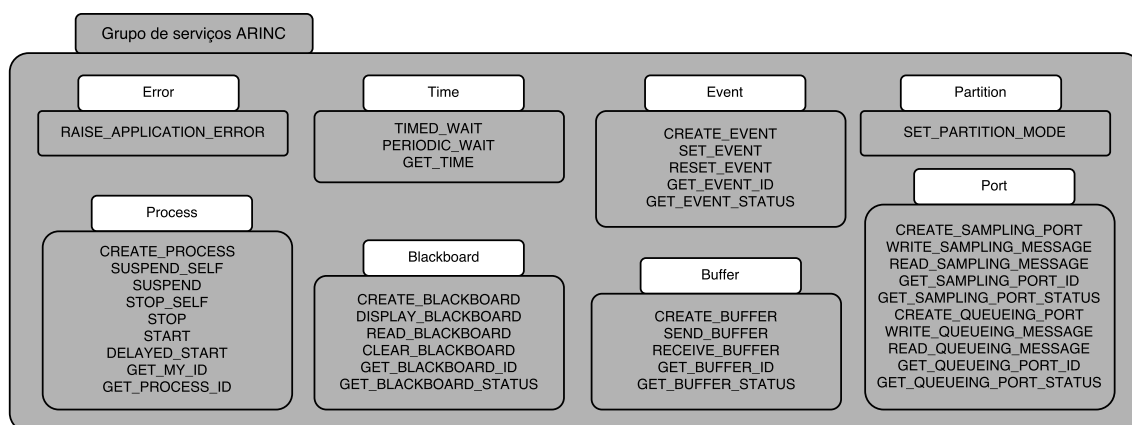 Grupo de serviços ARINC
Error
RAISE_APPLICATION_ERROR
Time
TIMED_WAIT
PERIODIC_WAIT
GET_TIME
Event
CREATE_EVENT
SET_EVENT
RESET_EVENT
GET_EVENT_ID
GET_EVENT_STATUS
Partition
SET_PARTITION_MODE
Process
CREATE_PROCESS
SUSPEND_SELF
SUSPEND
STOP_SELF
STOP
START
DELAYED_START
GET_MY_ID
GET_PROCESS_ID
Blackboard
CREATE_BLACKBOARD
DISPLAY_BLACKBOARD
READ_BLACKBOARD
CLEAR_BLACKBOARD
GET_BLACKBOARD_ID
GET_BLACKBOARD_STATUS
Buffer
CREATE_BUFFER
SEND_BUFFER
RECEIVE_BUFFER
GET_BUFFER_ID
GET_BUFFER_STATUS
Port
CREATE_SAMPLING_PORT
WRITE_SAMPLING_MESSAGE
READ_SAMPLING_MESSAGE
GET_SAMPLING_PORT_ID
GET_SAMPLING_PORT_STATUS
CREATE_QUEUEING_PORT
WRITE_QUEUEING_MESSAGE
READ_QUEUEING_MESSAGE
GET_QUEUEING_PORT_ID
GET_QUEUEING_PORT_STATUS